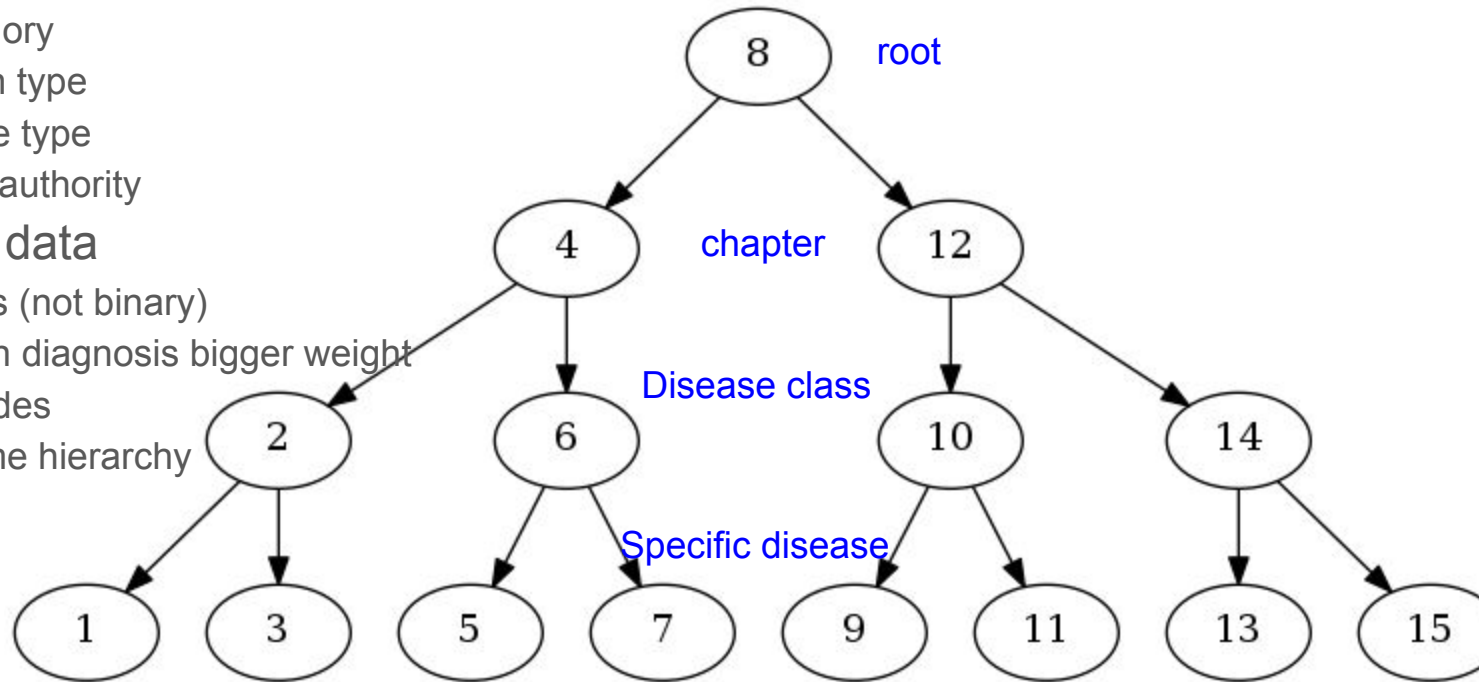 ory
type
type
authority
data
(not binary)
diagnosis bigger weight
des
hierarchy
8 root
4 chapter 12
Disease class
2 6 10 14
Specific disease
1 3 5 7 9 11 13 15